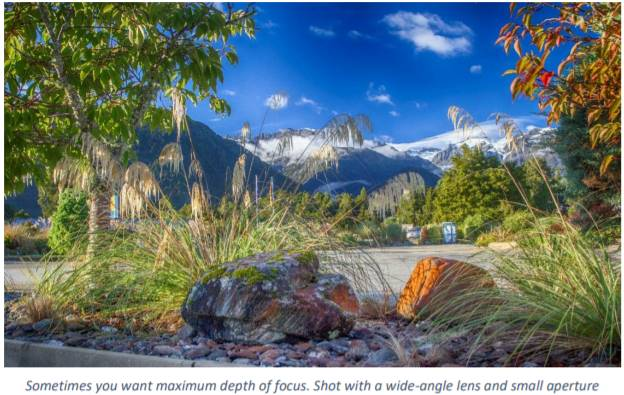 Sometimes you want maximum depth of focus. Shot with a wide-angle lens and small aperture